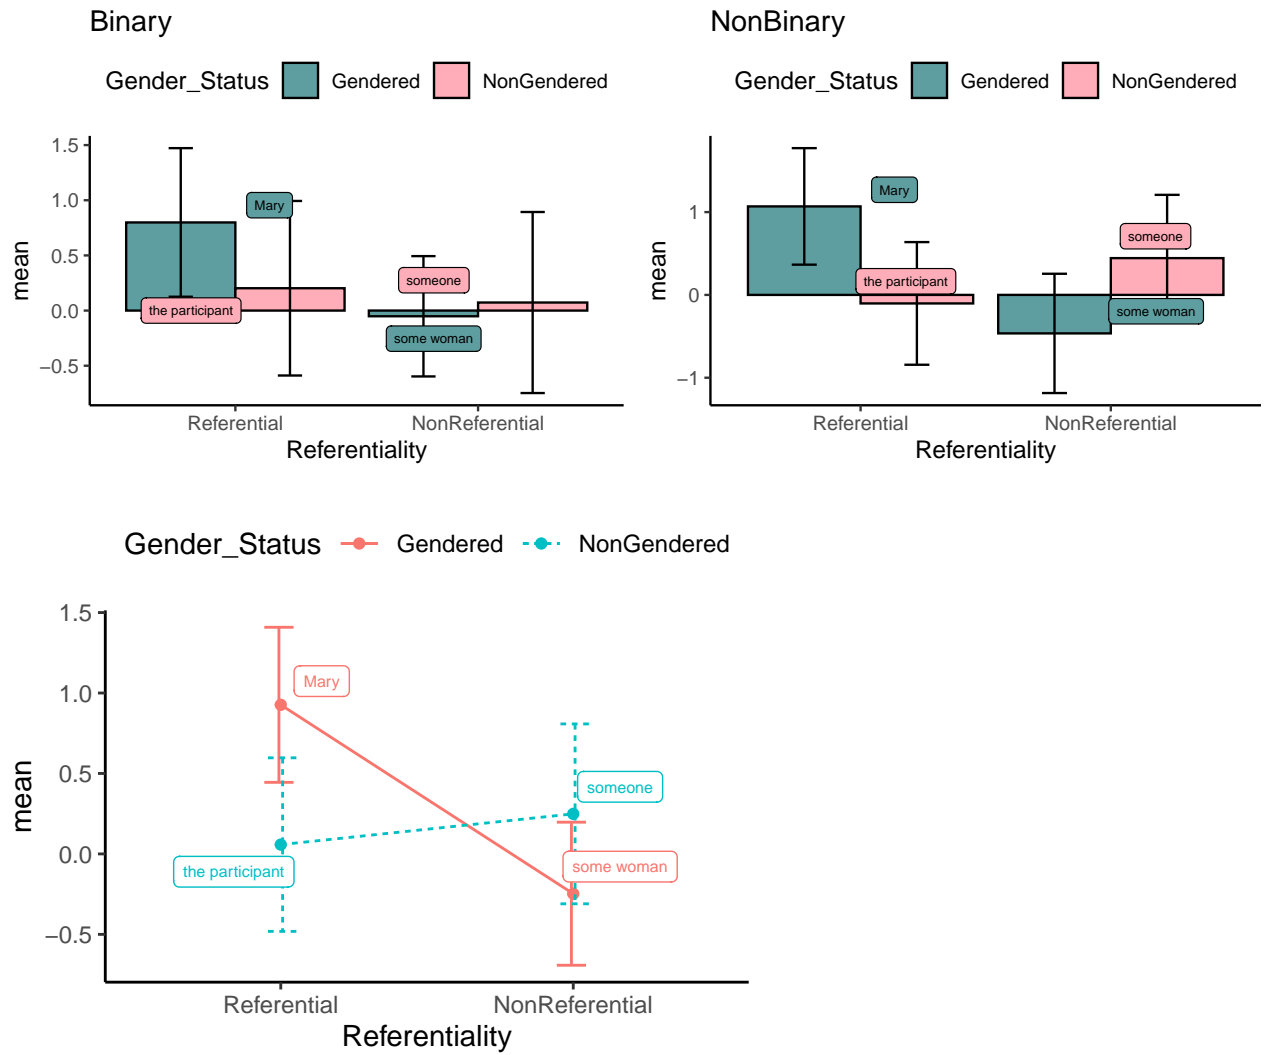 Binary
Gender_Status Gendered NonGendered
mean
1.5
1.0
0.5
0.0
−0.5
Mary
the participant
someone
some woman
Referential NonReferential
Referentiality
NonBinary
Gender_Status Gendered NonGendered
mean
1
0
−1
Mary
the participant
someone
some woman
Referential NonReferential
Referentiality
Gender_Status Gendered NonGendered
mean
1.5
1.0
0.5
0.0
−0.5
Mary
the participant
someone
some woman
Referential NonReferential
Referentiality